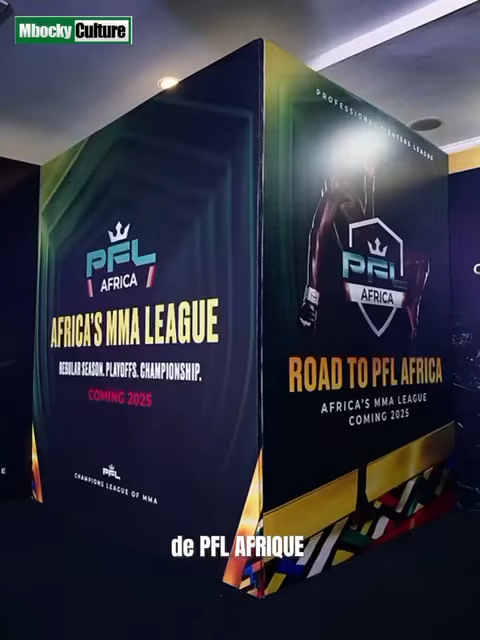 Mbocky Culture
PFL
AFRICA
AFRICA'S MMA LEAGUE
REGULAR SEASON. PLAYOFFS. CHAMPIONSHIP.
COMING 2025
CHAMPIONS LEAGUE OF MMA
PROFESSIONAL FIGHTERS LEAGUE
PFL
AFRICA
ROAD TO PFL AFRICA
AFRICA'S MMA LEAGUE
COMING 2025
de PFL AFRIQUE